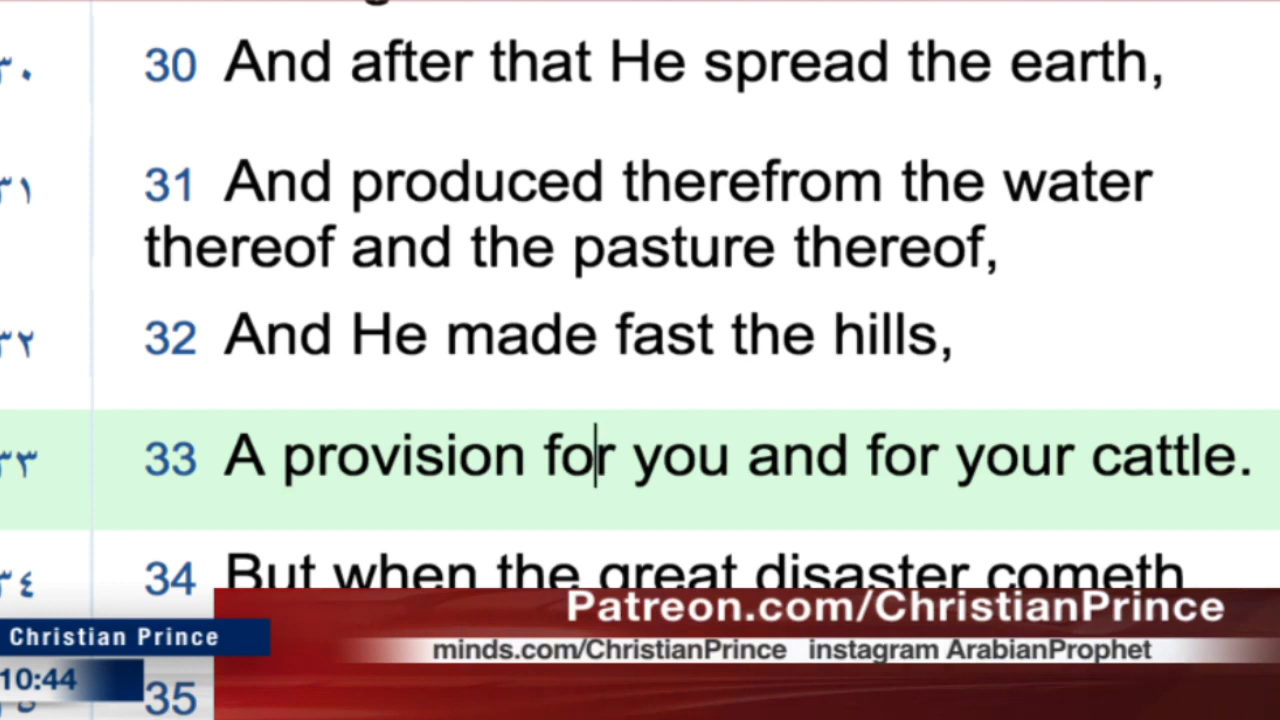 ٣٠ 30 And after that He spread the earth,
٣١ 31 And produced therefrom the water
thereof and the pasture thereof,
٣٢ 32 And He made fast the hills,
٣٣ 33 A provision for you and for your cattle.
٣٤ 34 But when the great disaster cometh
Patreon.com/ChristianPrince
Christian Prince
minds.com/ChristianPrince instagram ArabianProphet
10:44
35